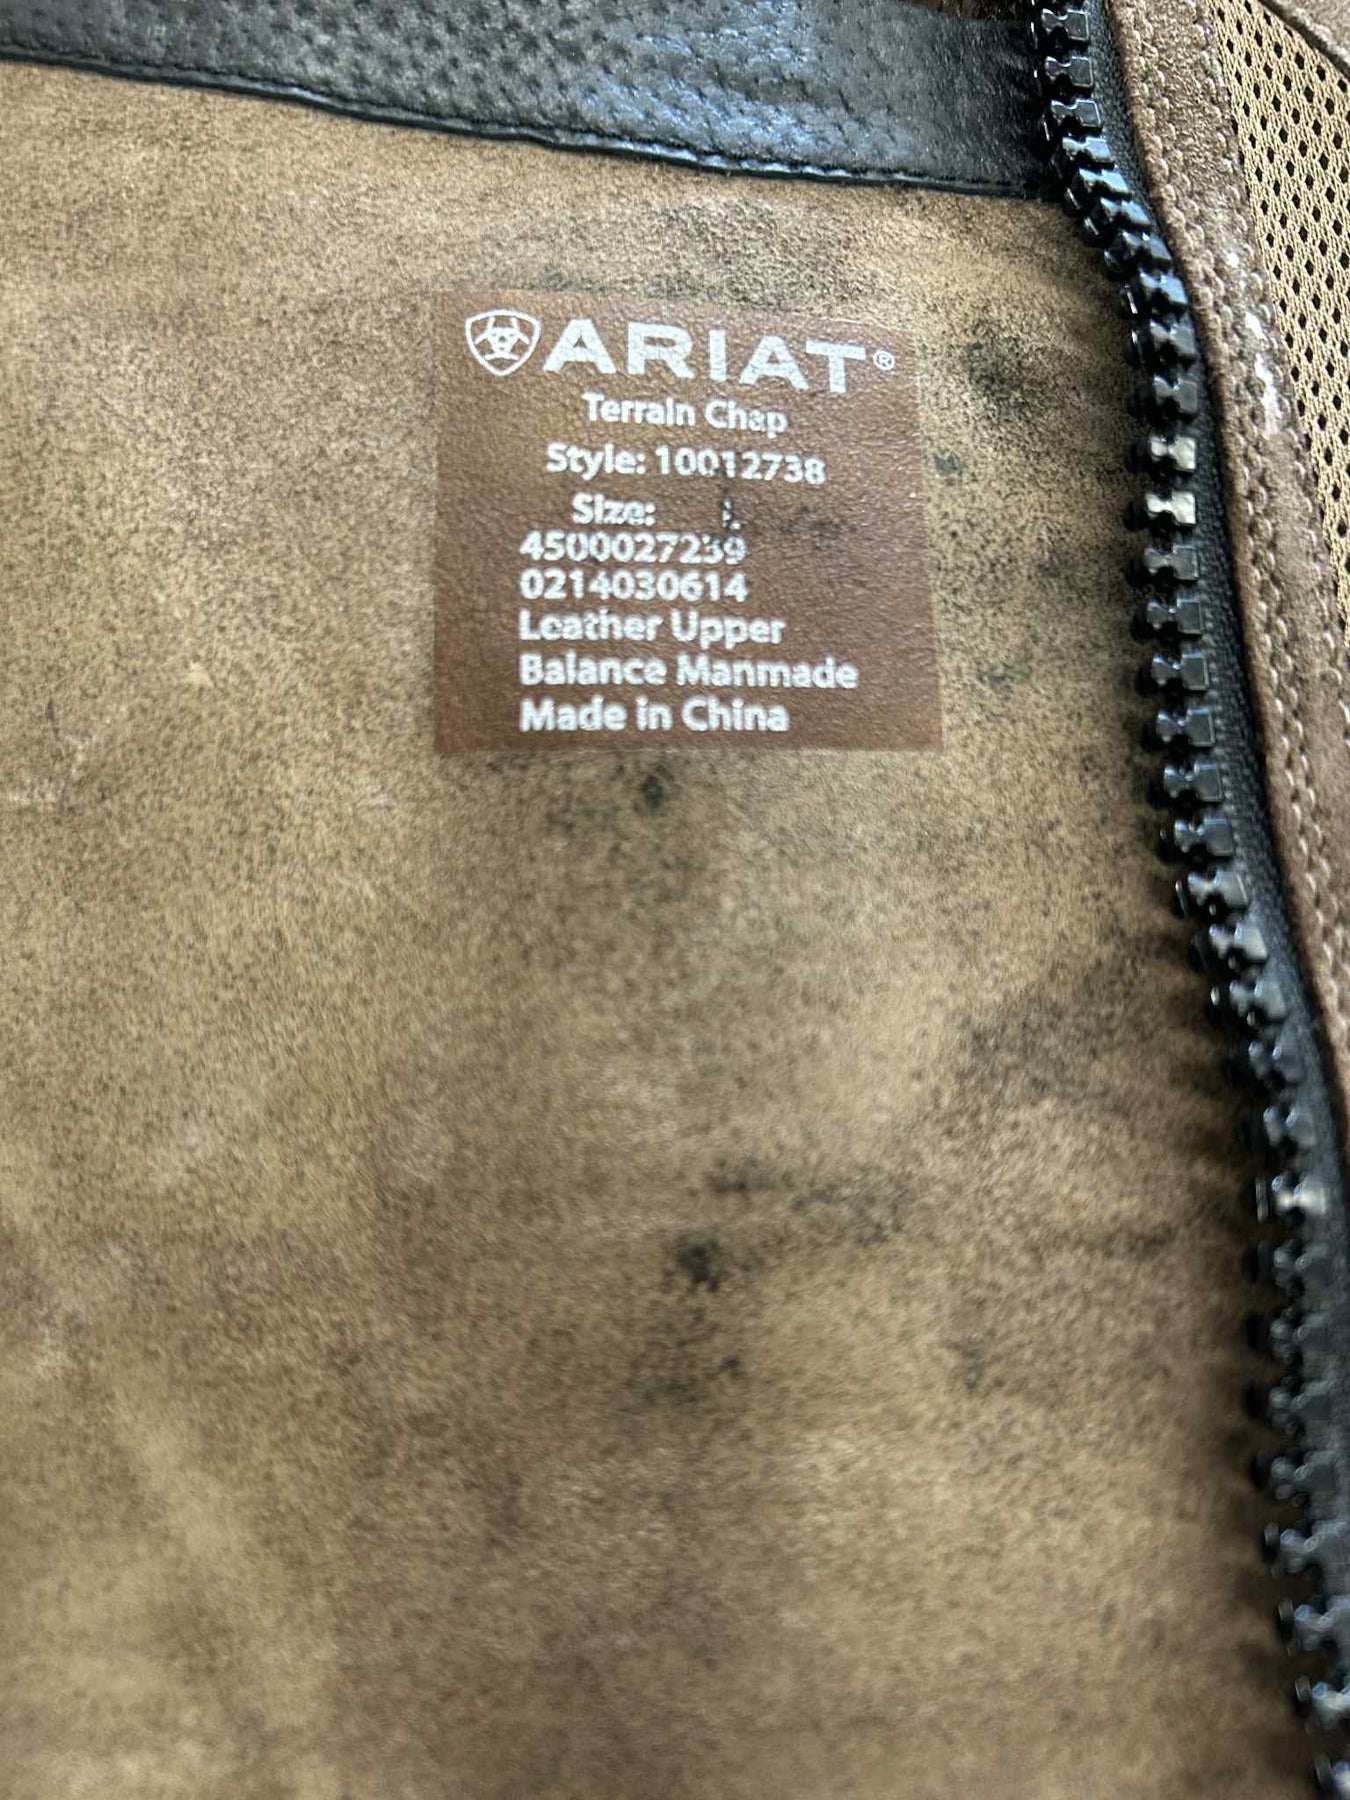 ARIAT®
Terrain Chap
Style: 10012738
Size: L
4500027239
0214030614
Leather Upper
Balance Manmade
Made in China